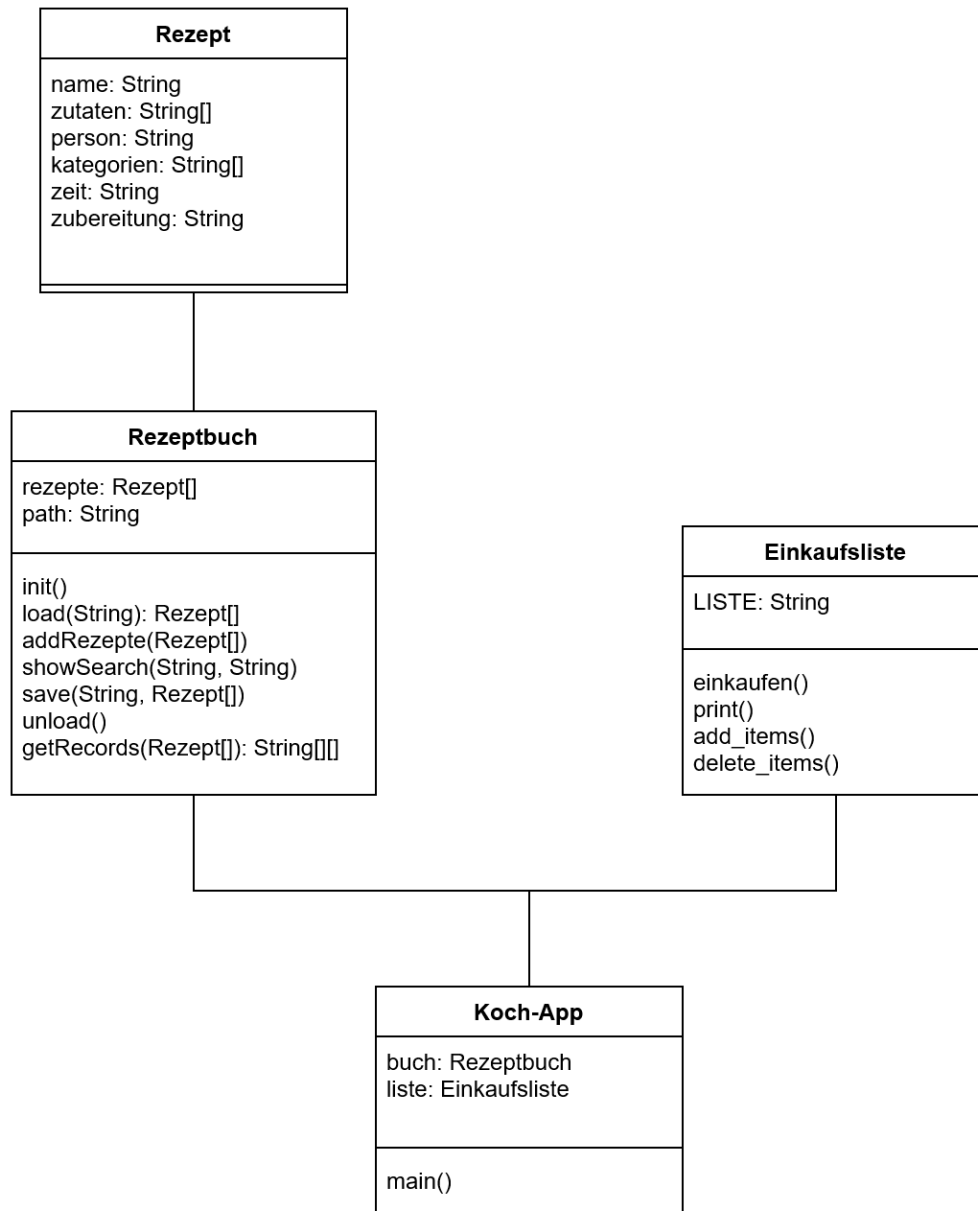 Rezept
name: String
zutaten: String[]
person: String
kategorien: String[]
zeit: String
zubereitung: String
Rezeptbuch
rezepte: Rezept[]
path: String
init()
load(String): Rezept[]
addRezepte(Rezept[])
showSearch(String, String)
save(String, Rezept[])
unload()
getRecords(Rezept[]): String[][]
Einkaufsliste
LISTE: String
einkaufen()
print()
add_items()
delete_items()
Koch-App
buch: Rezeptbuch
liste: Einkaufsliste
main()